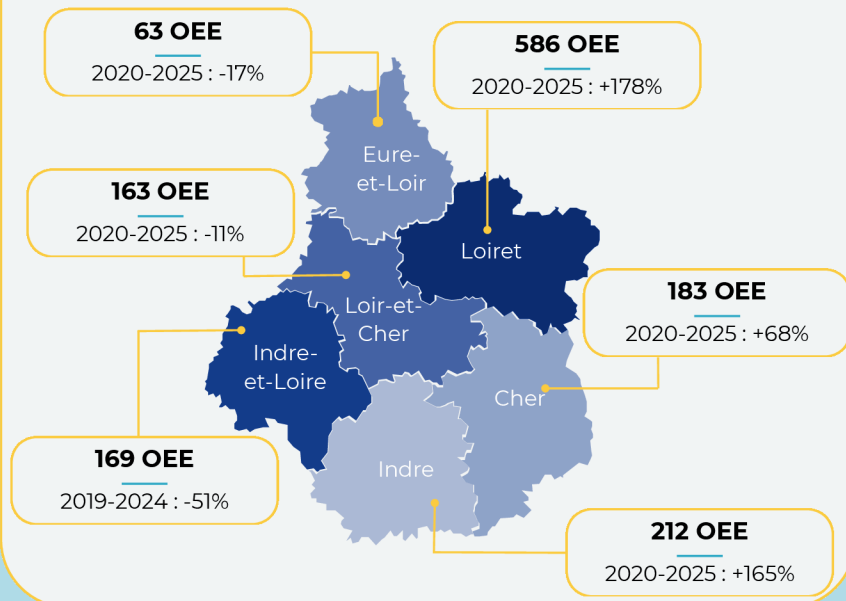 63 OEE
2020-2025 : -17%
586 OEE
2020-2025 : +178%
Eure-
et-Loir
163 OEE
2020-2025 : -11%
Loiret
183 OEE
2020-2025 : +68%
Loir-et-
Cher
Indre-
et-Loire
Cher
169 OEE
2019-2024 : -51%
Indre
212 OEE
2020-2025 : +165%